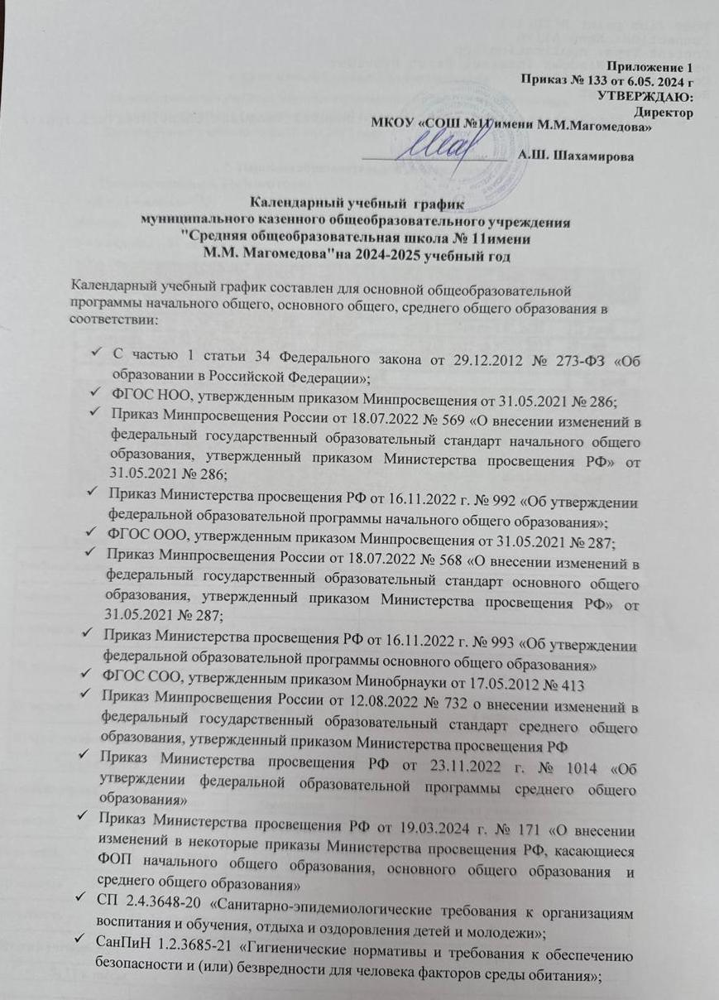 Приложение 1
Приказ № 133 от 6.05. 2024 г
УТВЕРЖДАЮ:
Директор
МКОУ «СОШ №11 имени М.М.Магомедова»
А.Ш. Шахамирова
Календарный учебный график
муниципального казенного общеобразовательного учреждения
"Средняя общеобразовательная школа № 11имени
М.М. Магомедова"на 2024-2025 учебный год
Календарный учебный график составлен для основной общеобразовательной
программы начального общего, основного общего, среднего общего образования в
соответствии:
✓ С частью 1 статьи 34 Федерального закона от 29.12.2012 № 273-ФЗ «Об
образовании в Российской Федерации»;
✓ ФГОС НОО, утвержденным приказом Минпросвещения от 31.05.2021 № 286;
✓ Приказ Минпросвещения России от 18.07.2022 № 569 «О внесении изменений в
федеральный государственный образовательный стандарт начального общего
образования, утвержденный приказом Министерства просвещения РФ» от
31.05.2021 № 286;
✓ Приказ Министерства просвещения РФ от 16.11.2022 г. № 992 «Об утверждении
федеральной образовательной программы начального общего образования»;
✓ ФГОС ООО, утвержденным приказом Минпросвещения от 31.05.2021 № 287;
✓ Приказ Минпросвещения России от 18.07.2022 № 568 «О внесении изменений в
федеральный государственный образовательный стандарт основного общего
образования, утвержденный приказом Министерства просвещения РФ» от
31.05.2021 № 287;
✓ Приказ Министерства просвещения РФ от 16.11.2022 г. № 993 «Об утверждении
федеральной образовательной программы основного общего образования»
✓ ФГОС СОО, утвержденным приказом Минобрнауки от 17.05.2012 № 413
✓ Приказ Минпросвещения России от 12.08.2022 № 732 о внесении изменений в
федеральный государственный образовательный стандарт среднего общего
образования, утвержденный приказом Министерства просвещения РФ
✓ Приказ Министерства просвещения РФ от 23.11.2022 г. № 1014 «Об
утверждении федеральной образовательной программы среднего общего
образования»
✓ Приказ Министерства просвещения РФ от 19.03.2024 г. № 171 «О внесении
изменений в некоторые приказы Министерства просвещения РФ, касающиеся
ФОП начального общего образования, основного общего образования и
среднего общего образования»
✓ СП 2.4.3648-20 «Санитарно-эпидемиологические требования к организациям
воспитания и обучения, отдыха и оздоровления детей и молодежи»;
✓ СанПиН 1.2.3685-21 «Гигиенические нормативы и требования к обеспечению
безопасности и (или) безвредности для человека факторов среды обитания»;